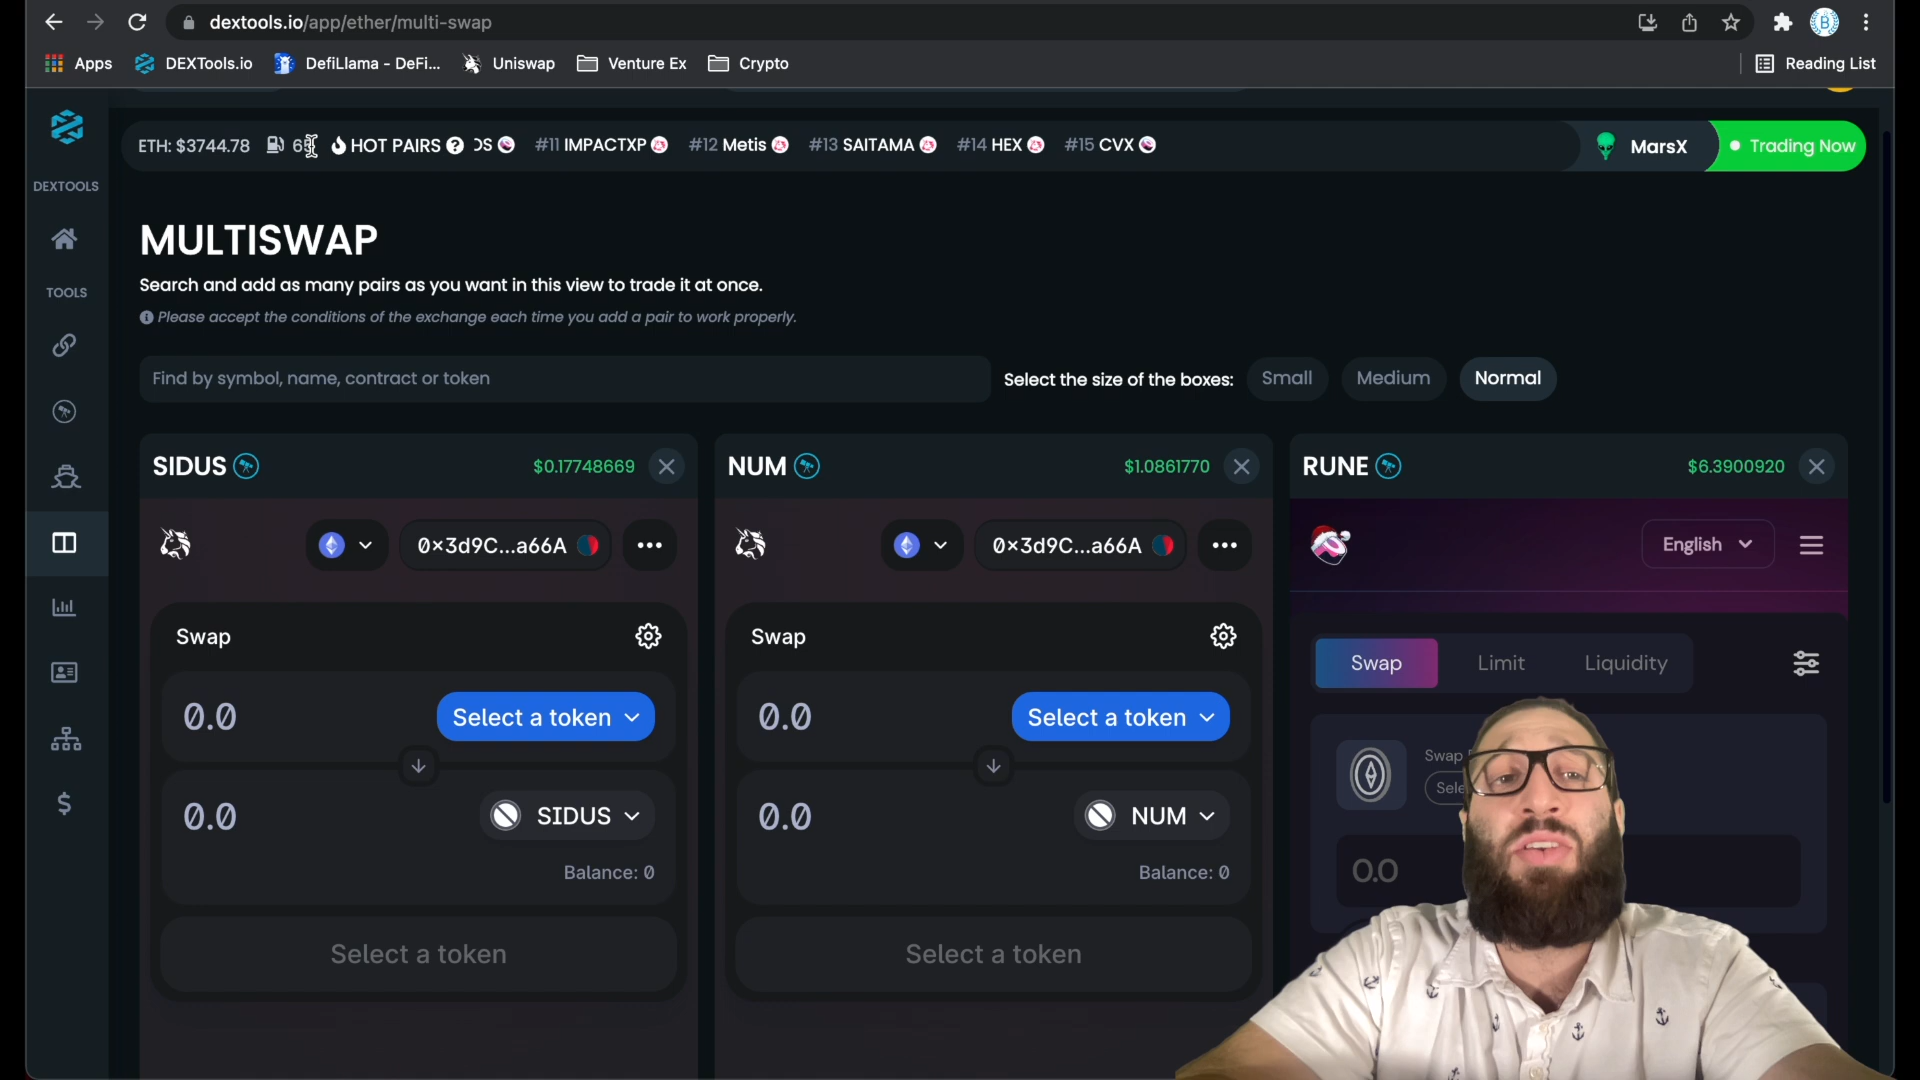 dextools.io/app/ether/multi-swap
Apps DEXTools.io DefiLlama - DeFi... Uniswap Venture Ex Crypto Reading List
ETH: $3744.78 HOT PAIRS ? OS #11 IMPACTXP #12 Metis #13 SAITAMA #14 HEX #15 CVX MarsX Trading Now
DEXTOOLS
TOOLS
MULTISWAP
Search and add as many pairs as you want in this view to trade it at once.
Please accept the conditions of the exchange each time you add a pair to work properly.
Find by symbol, name, contract or token Select the size of the boxes: Small Medium Normal
SIDUS $0.17748669 NUM $1.0861770 RUNE $6.3900920
0x3d9C...a66A 0x3d9C...a66A English
Swap Swap Swap Limit Liquidity
0.0 Select a token 0.0 Select a token Swap
0.0 SIDUS 0.0 NUM 0.0
Balance: 0 Balance: 0
Select a token Select a token